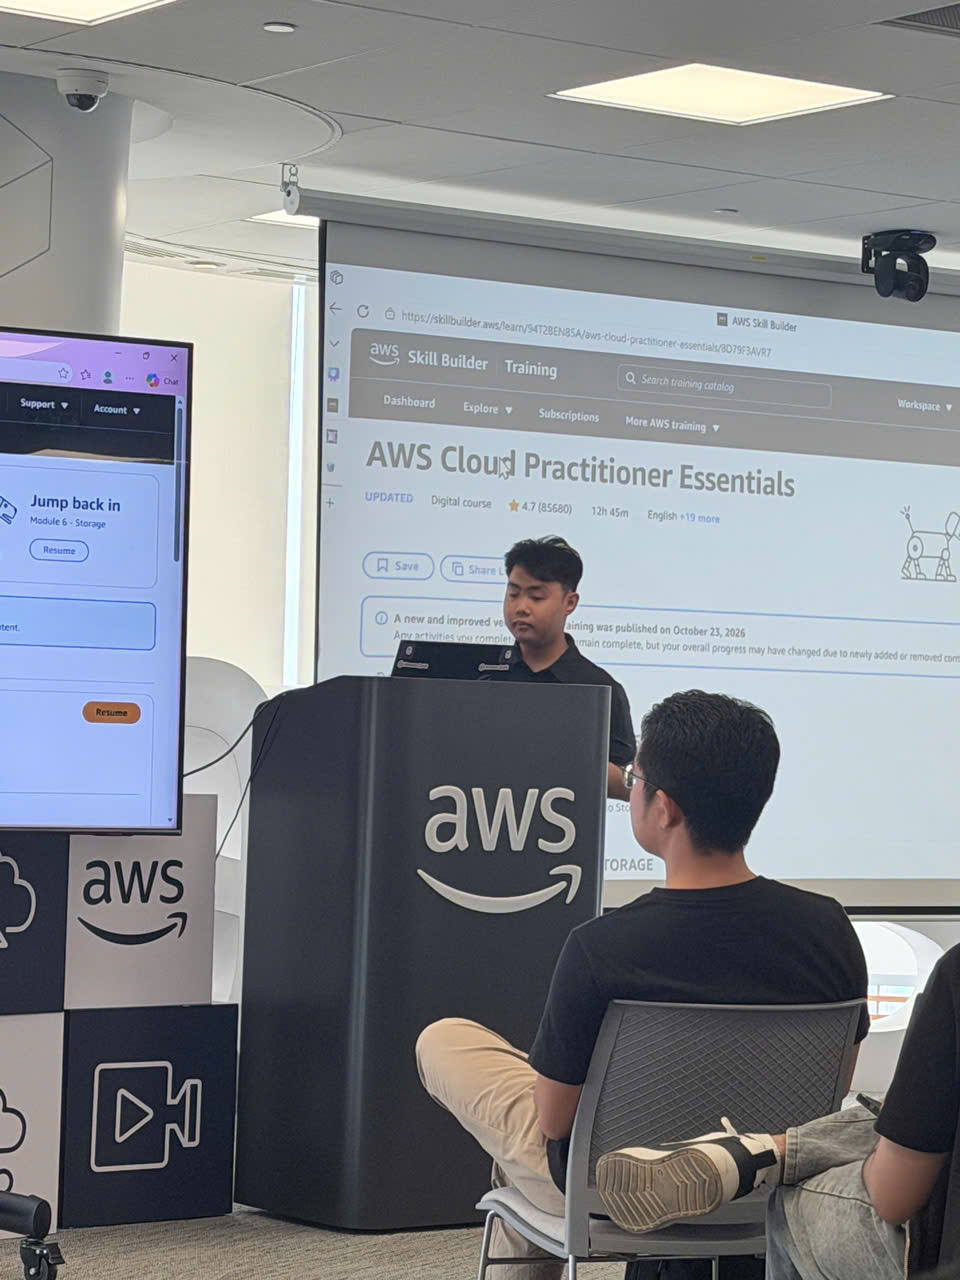 AWS Skill Builder
https://skillbuilder.aws/learn/94T2BEN85A/aws-cloud-practitioner-essentials/8D79F3AVR7
aws Skill Builder Training
Search training catalog
Workspace
Dashboard Explore Subscriptions More AWS training
AWS Cloud Practitioner Essentials
UPDATED Digital course 4.7 (85680) 12h 45m English +19 more
Save Share
A new and improved aining was published on October 23, 2026
Any activities you complet main complete, but your overall progress may have changed due to newly added or removed
TORAGE
Chat
Support Account
Jump back in
Module 6 - Storage
Resume
tent.
Resume
aws
aws